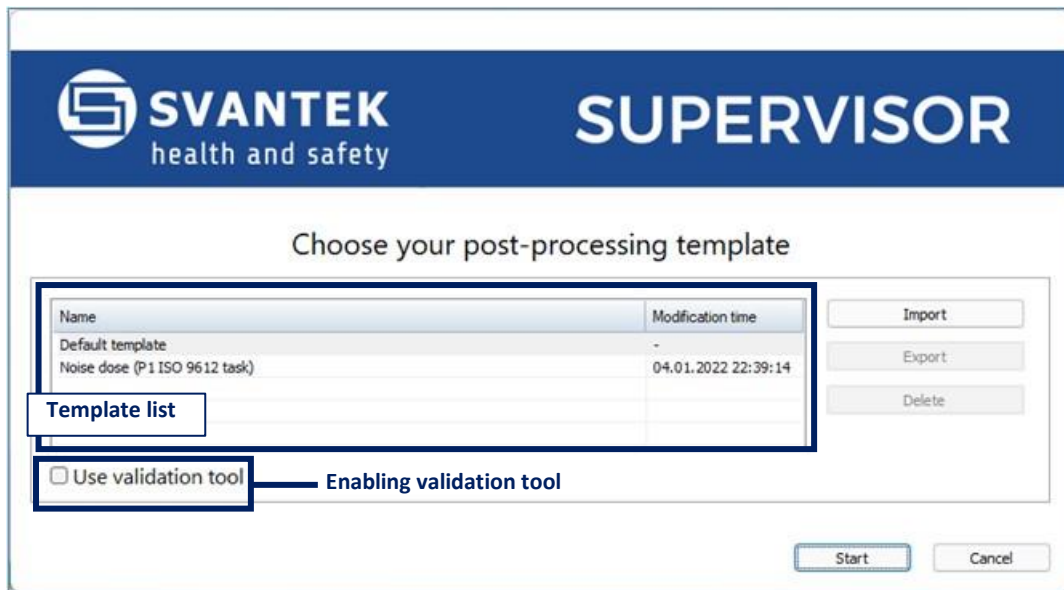 SVANTEK
health and safety
SUPERVISOR
Choose your post-processing template
Name Modification time
Default template -
Noise dose (P1 ISO 9612 task) 04.01.2022 22:39:14
Import
Export
Delete
Template list
Use validation tool
Enabling validation tool
Start Cancel